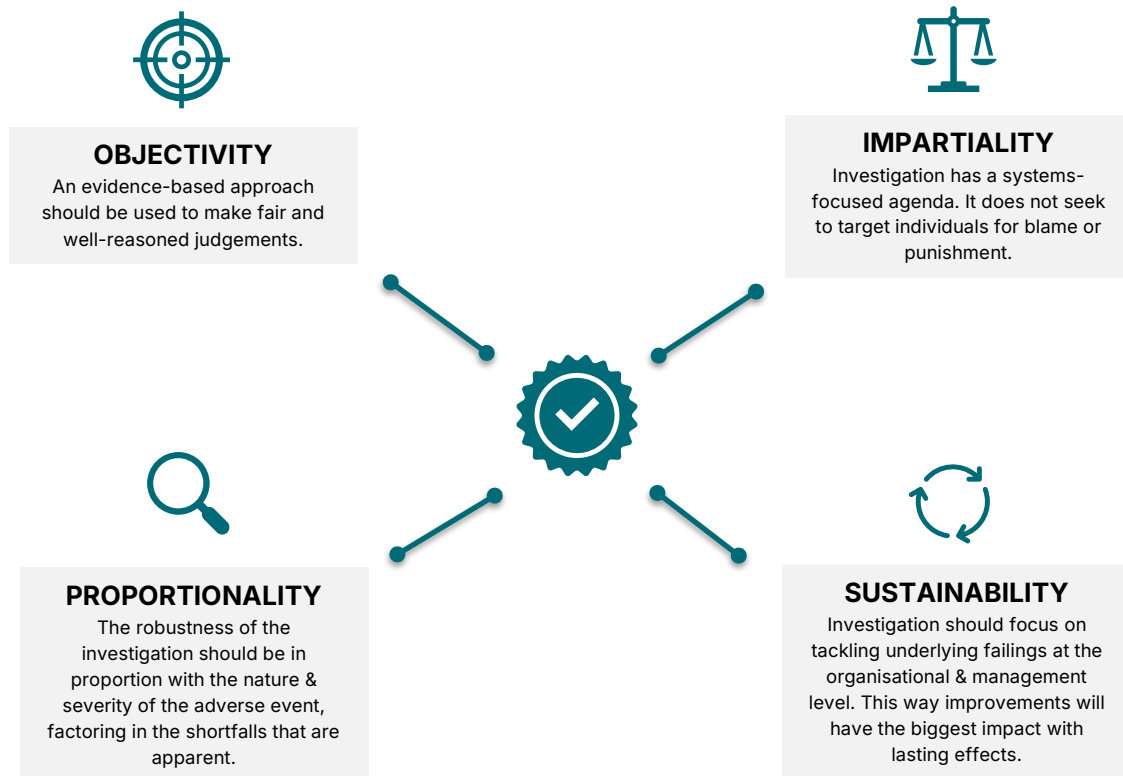 OBJECTIVITY
An evidence-based approach
should be used to make fair and
well-reasoned judgements.
IMPARTIALITY
Investigation has a systems-
focused agenda. It does not seek
to target individuals for blame or
punishment.
PROPORTIONALITY
The robustness of the
investigation should be in
proportion with the nature &
severity of the adverse event,
factoring in the shortfalls that are
apparent.
SUSTAINABILITY
Investigation should focus on
tackling underlying failings at the
organisational & management
level. This way improvements will
have the biggest impact with
lasting effects.